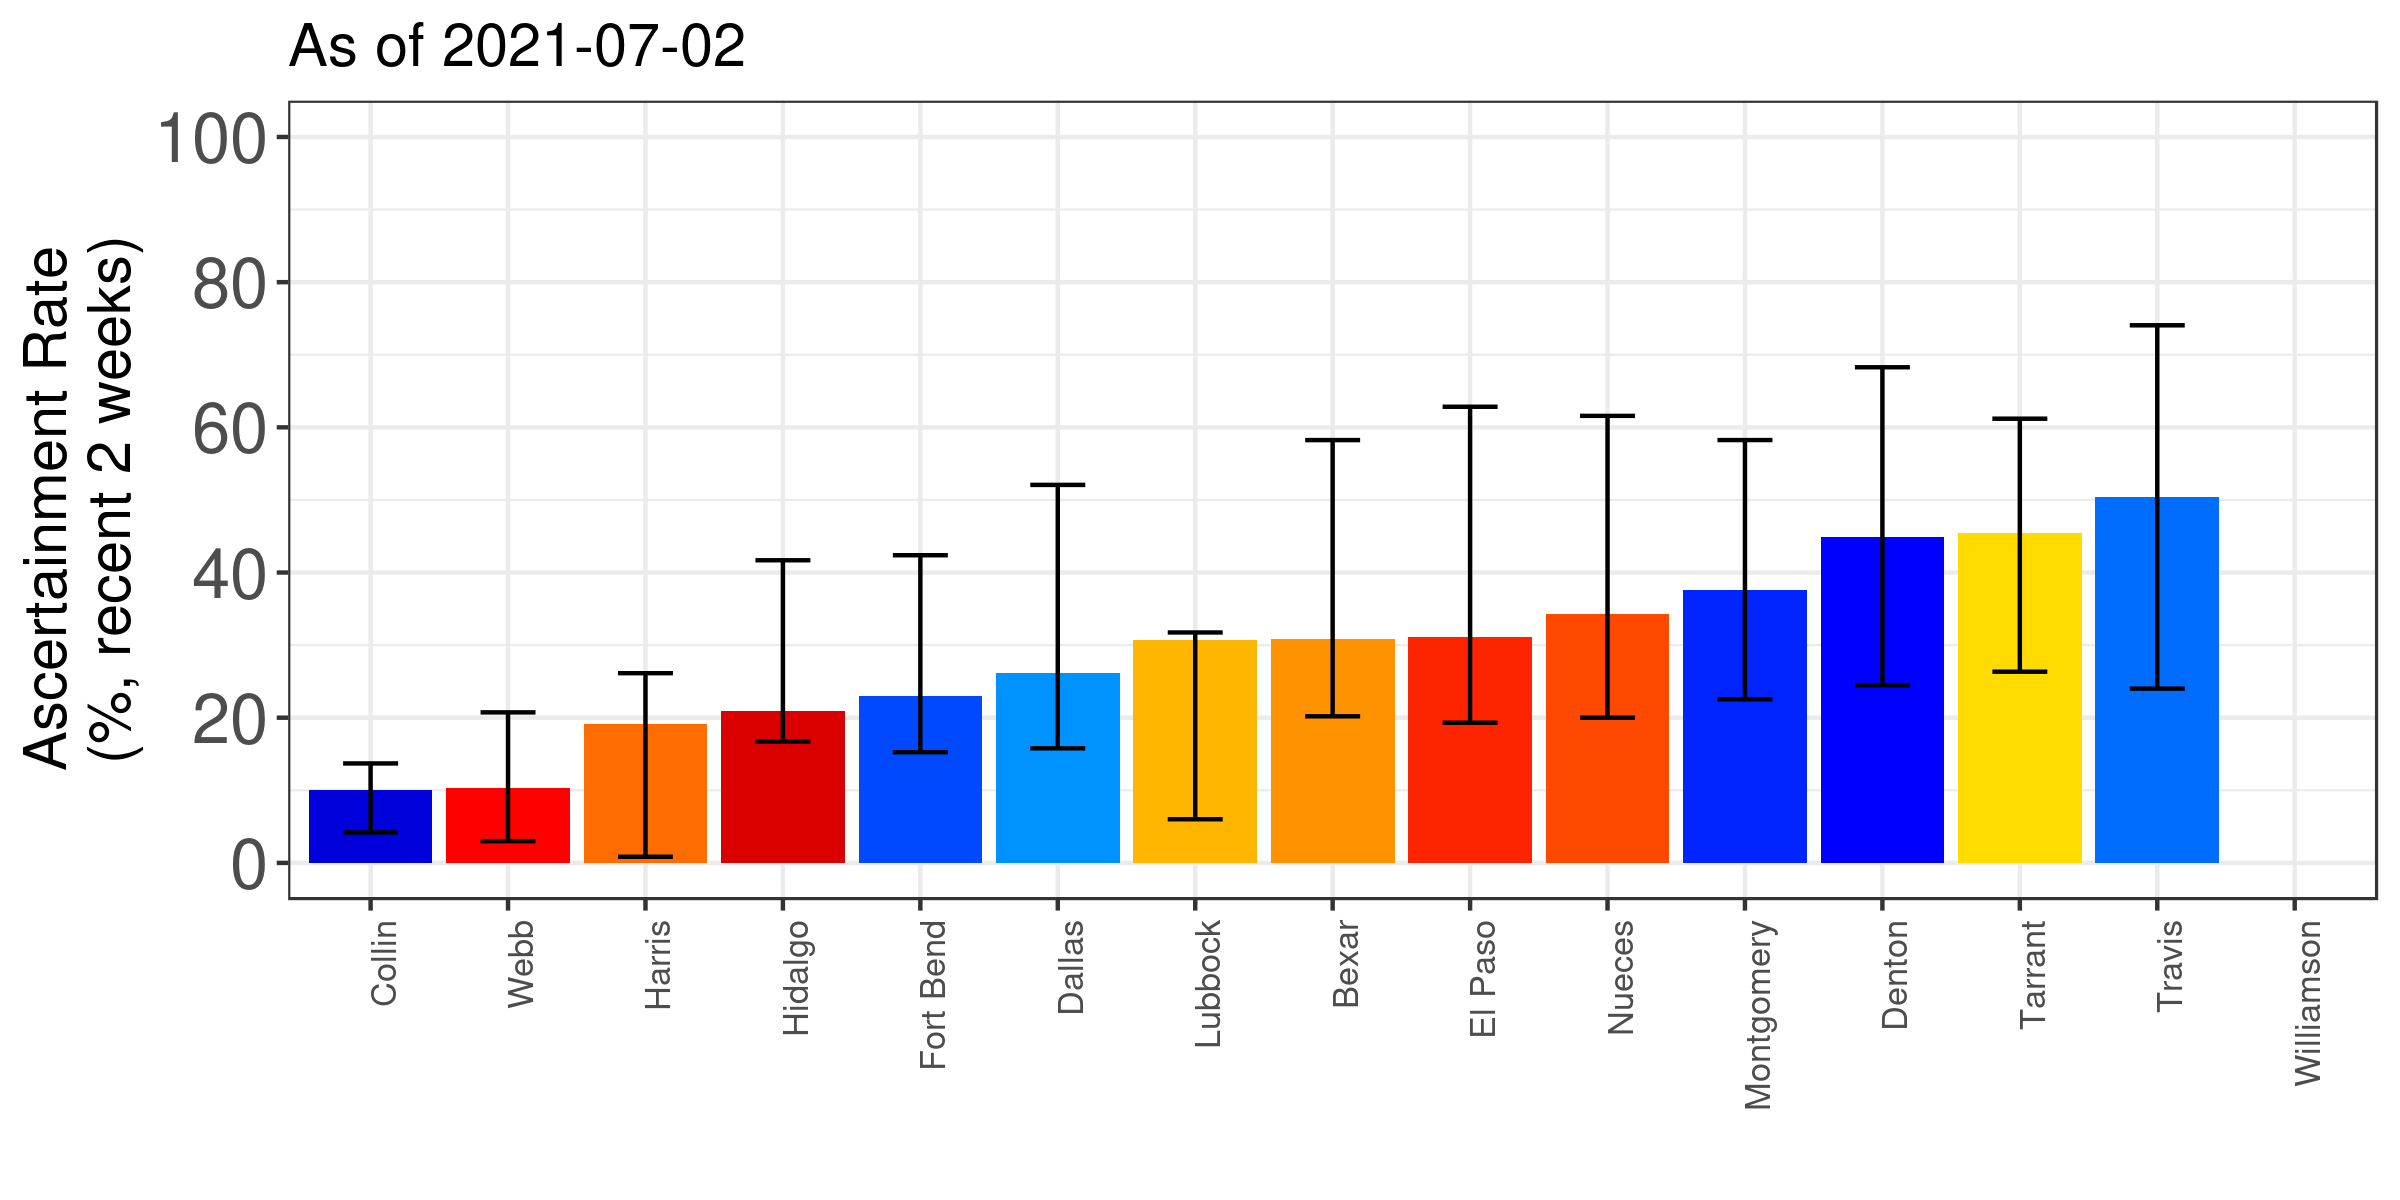 As of 2021-07-02
Ascertainment Rate
(%, recent 2 weeks)
100
80
60
40
20
0
Collin
Webb
Harris
Hidalgo
Fort Bend
Dallas
Lubbock
Bexar
El Paso
Nueces
Montgomery
Denton
Tarrant
Travis
Williamson